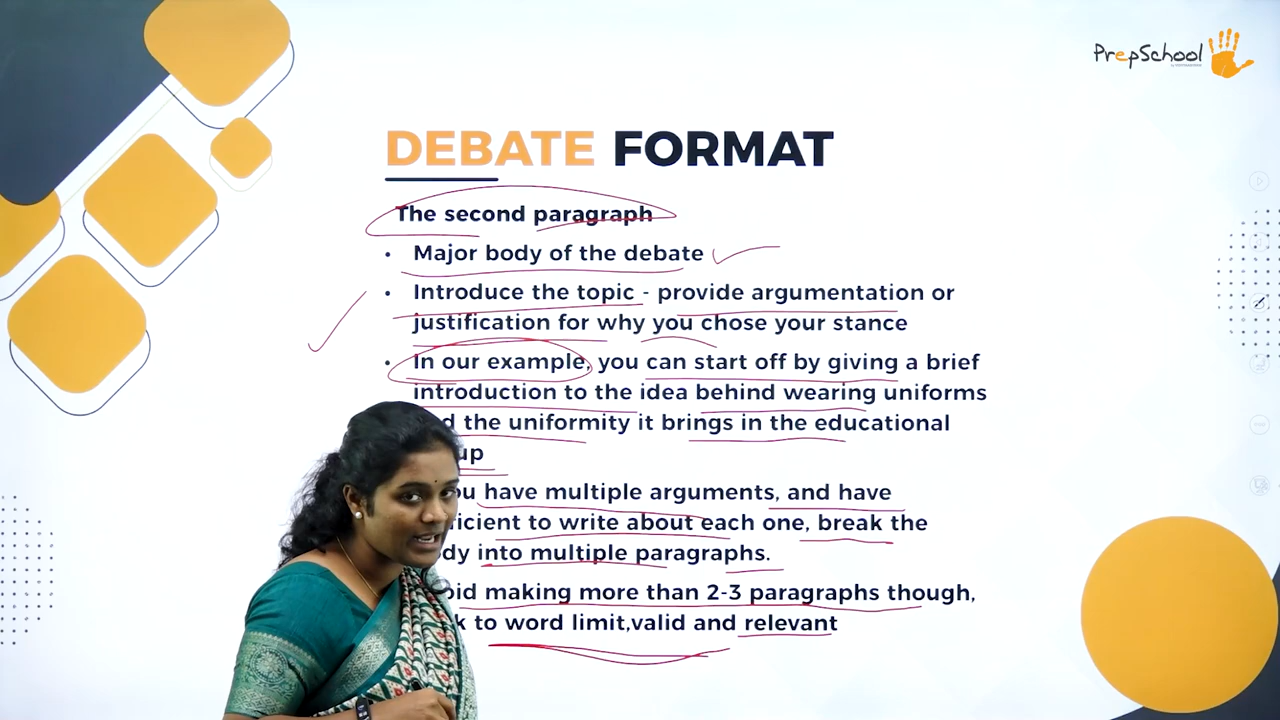 PrepSchool
DEBATE FORMAT
The second paragraph
• Major body of the debate
• Introduce the topic - provide argumentation or
justification for why you chose your stance
• In our example, you can start off by giving a brief
introduction to the idea behind wearing uniforms
the uniformity it brings in the educational
up
have multiple arguments, and have
to write about each one, break the
into multiple paragraphs.
making more than 2-3 paragraphs though,
to word limit,valid and relevant